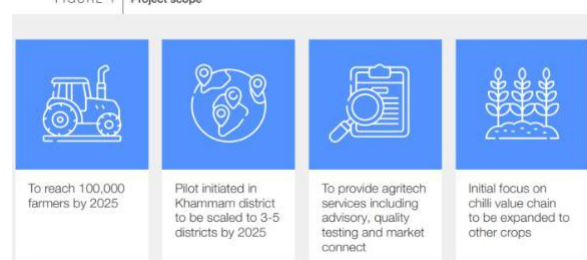 FIGURE 1 Project scope
To reach 100,000
farmers by 2025
Pilot initiated in
Khammam district
to be scaled to 3-5
districts by 2025
To provide agritech
services including
advisory, quality
testing and market
connect
Initial focus on
chilli value chain
to be expanded to
other crops